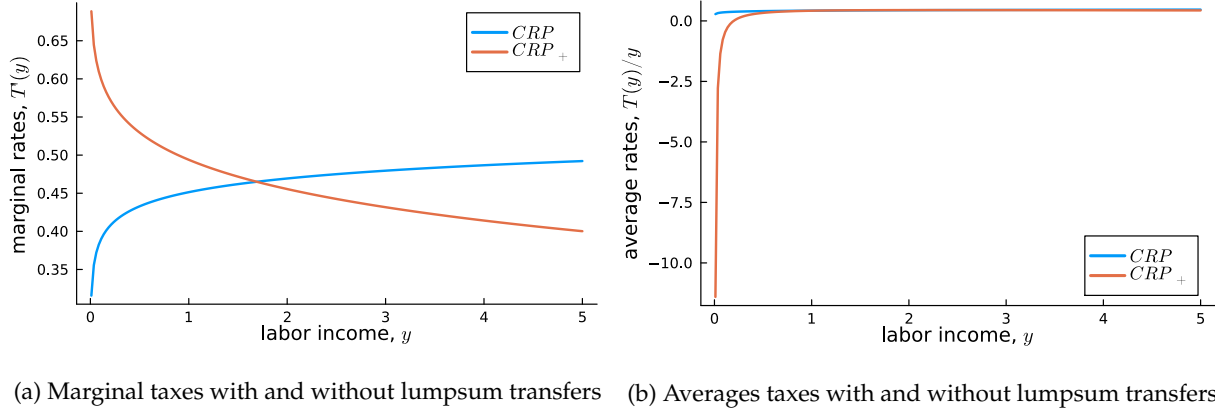 marginal rates, T'(y)
0.65
0.60
0.55
0.50
0.45
0.40
0.35
0 1 2 3 4 5
labor income, y
CRP
CRP+
average rates, T(y)/y
0.0
−2.5
−5.0
−7.5
−10.0
0 1 2 3 4 5
labor income, y
CRP
CRP+
(a) Marginal taxes with and without lumpsum transfers
(b) Averages taxes with and without lumpsum transfers